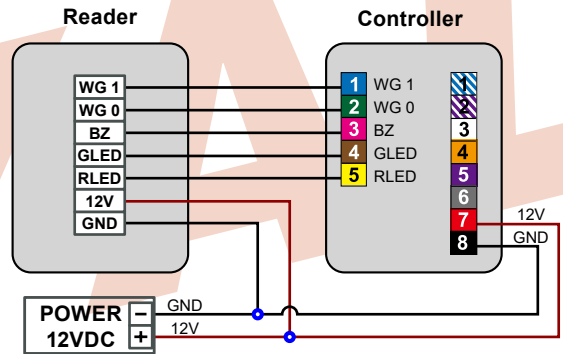 Reader
Controller
WG 1
WG 0
BZ
GLED
RLED
12V
GND
1 WG 1
2 WG 0
3 BZ
4 GLED
5 RLED
1
2
3
4
5
6
7 12V
8 GND
POWER - GND
12VDC + 12V